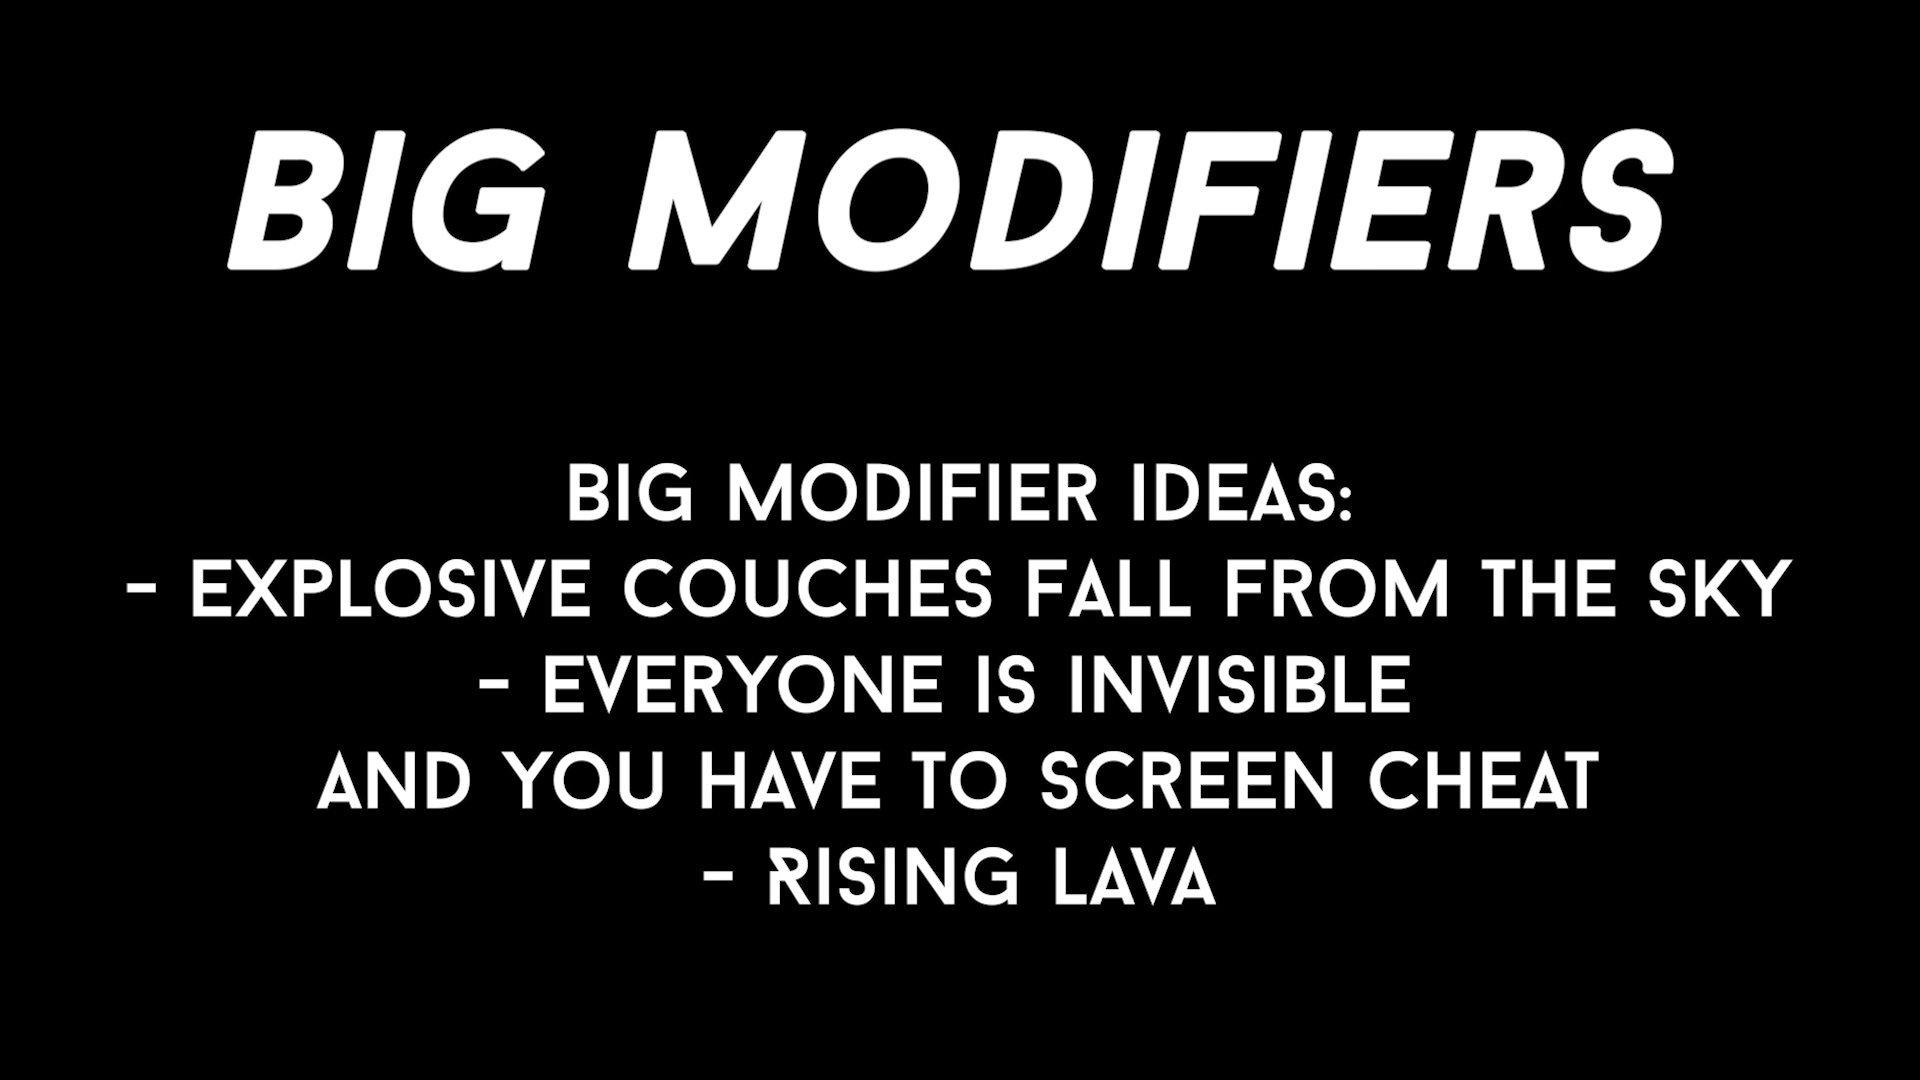 BIG MODIFIERS
BIG MODIFIER IDEAS:
- EXPLOSIVE COUCHES FALL FROM THE SKY
- EVERYONE IS INVISIBLE
AND YOU HAVE TO SCREEN CHEAT
- RISING LAVA